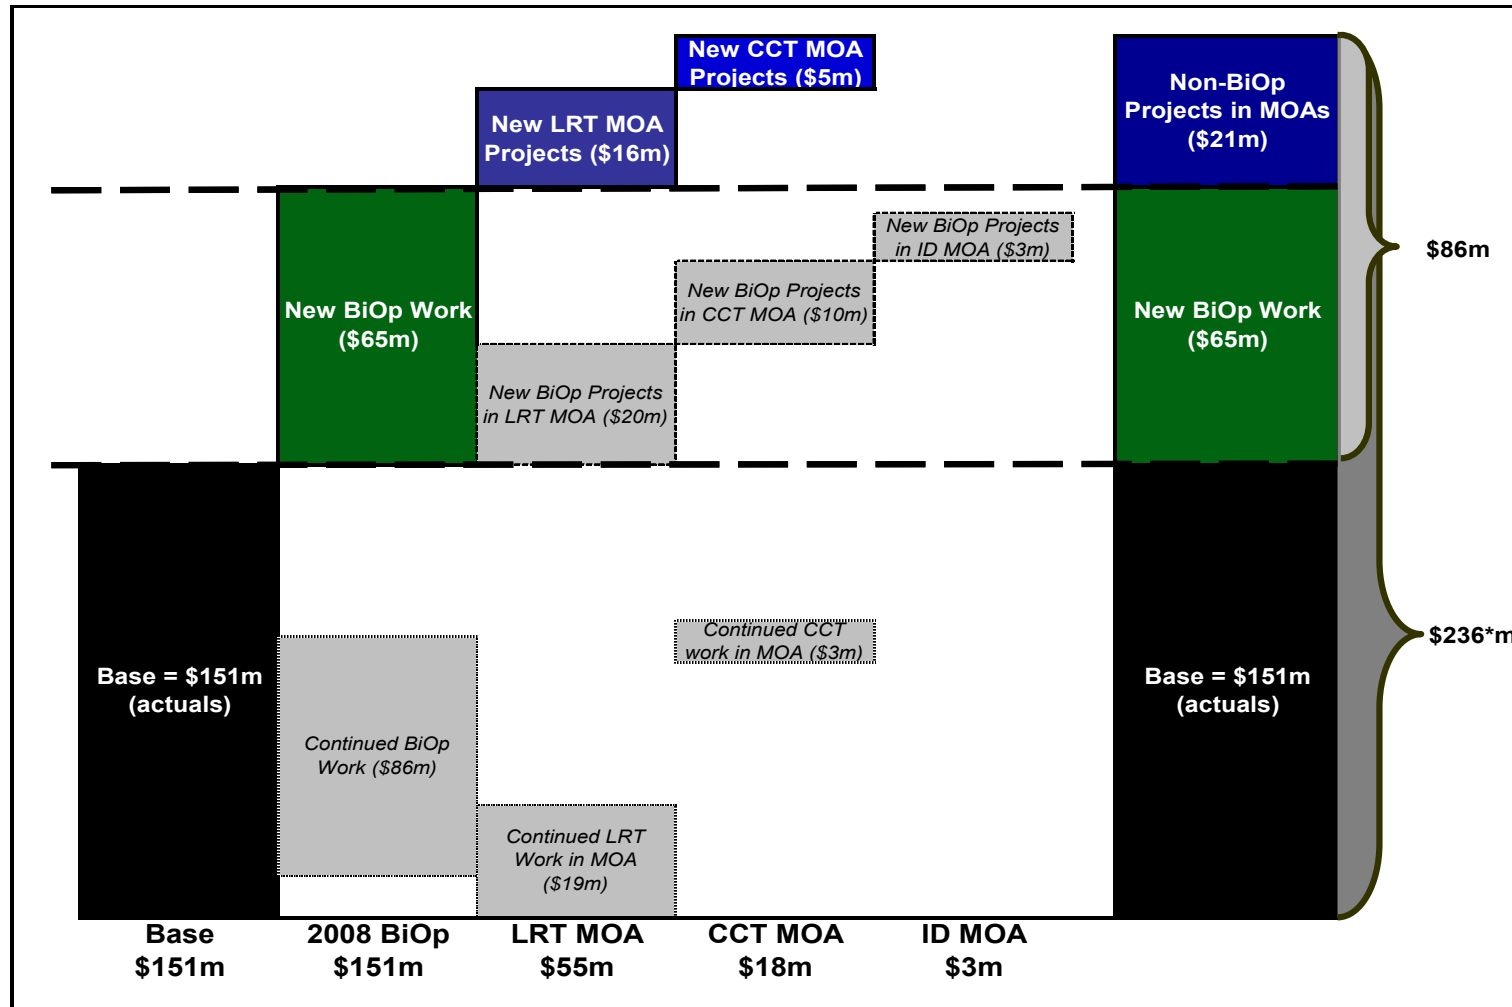 New CCT MOA
Projects ($5m)
New LRT MOA
Projects ($16m)
Non-BiOp
Projects in MOAs
($21m)
New BiOp Work
($65m)
New BiOp Projects
in LRT MOA ($20m)
New BiOp Projects
in CCT MOA ($10m)
New BiOp Projects
in ID MOA ($3m)
New BiOp Work
($65m)
$86m
Base = $151m
(actuals)
Continued BiOp
Work ($86m)
Continued LRT
Work in MOA
($19m)
Continued CCT
work in MOA ($3m)
Base = $151m
(actuals)
$236*m
Base
$151m
2008 BiOp
$151m
LRT MOA
$55m
CCT MOA
$18m
ID MOA
$3m